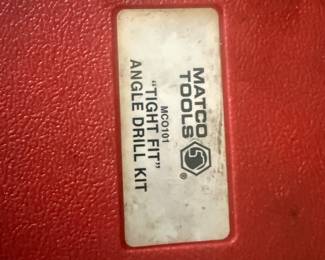 MATCO
TOOLS®
MCO101
"TIGHT FIT"
ANGLE DRILL KIT